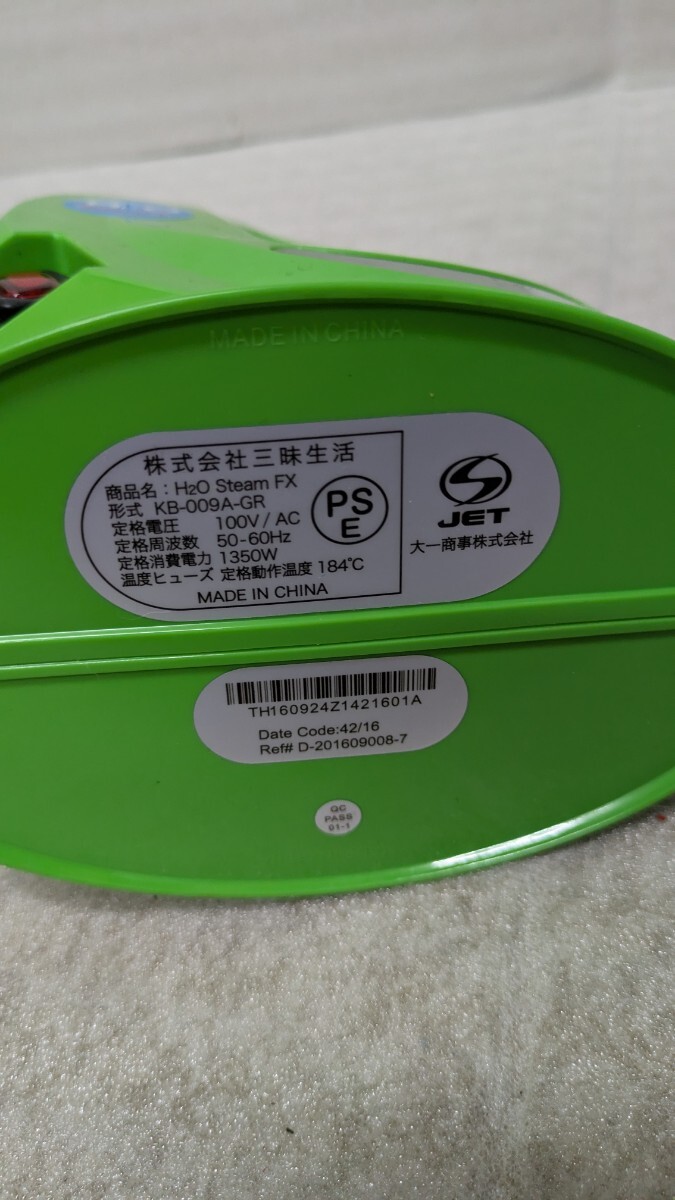 MADE IN CHINA
株式会社三昧生活
商品名：H2O Steam FX
形式 KB-009A-GR
定格電圧 100V/AC
定格周波数 50-60Hz
定格消費電力 1350W
温度ヒューズ 定格動作温度 184℃
MADE IN CHINA
PS
E
JET
大一商事株式会社
TH160924Z1421601A
Date Code:42/16
Ref# D-201609008-7
QC
PASS
01-1